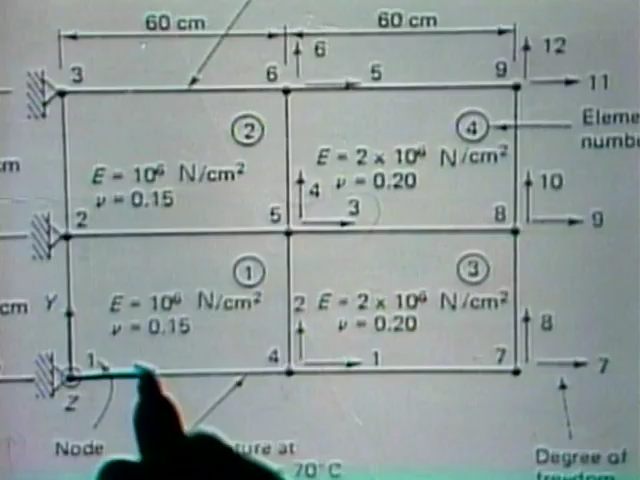 60 cm
60 cm
6
12
3
6
5
9
11
2
4
Eleme
numbe
cm
E = 10⁶ N/cm²
ν = 0.15
E = 2 x 10⁶ N/cm²
ν = 0.20
4
10
2
5
3
8
9
1
3
cm
Y
E = 10⁶ N/cm²
ν = 0.15
2
E = 2 x 10⁶ N/cm²
ν = 0.20
8
1
4
1
7
7
Z
Node
ture at
70°C
Degree of
freedom